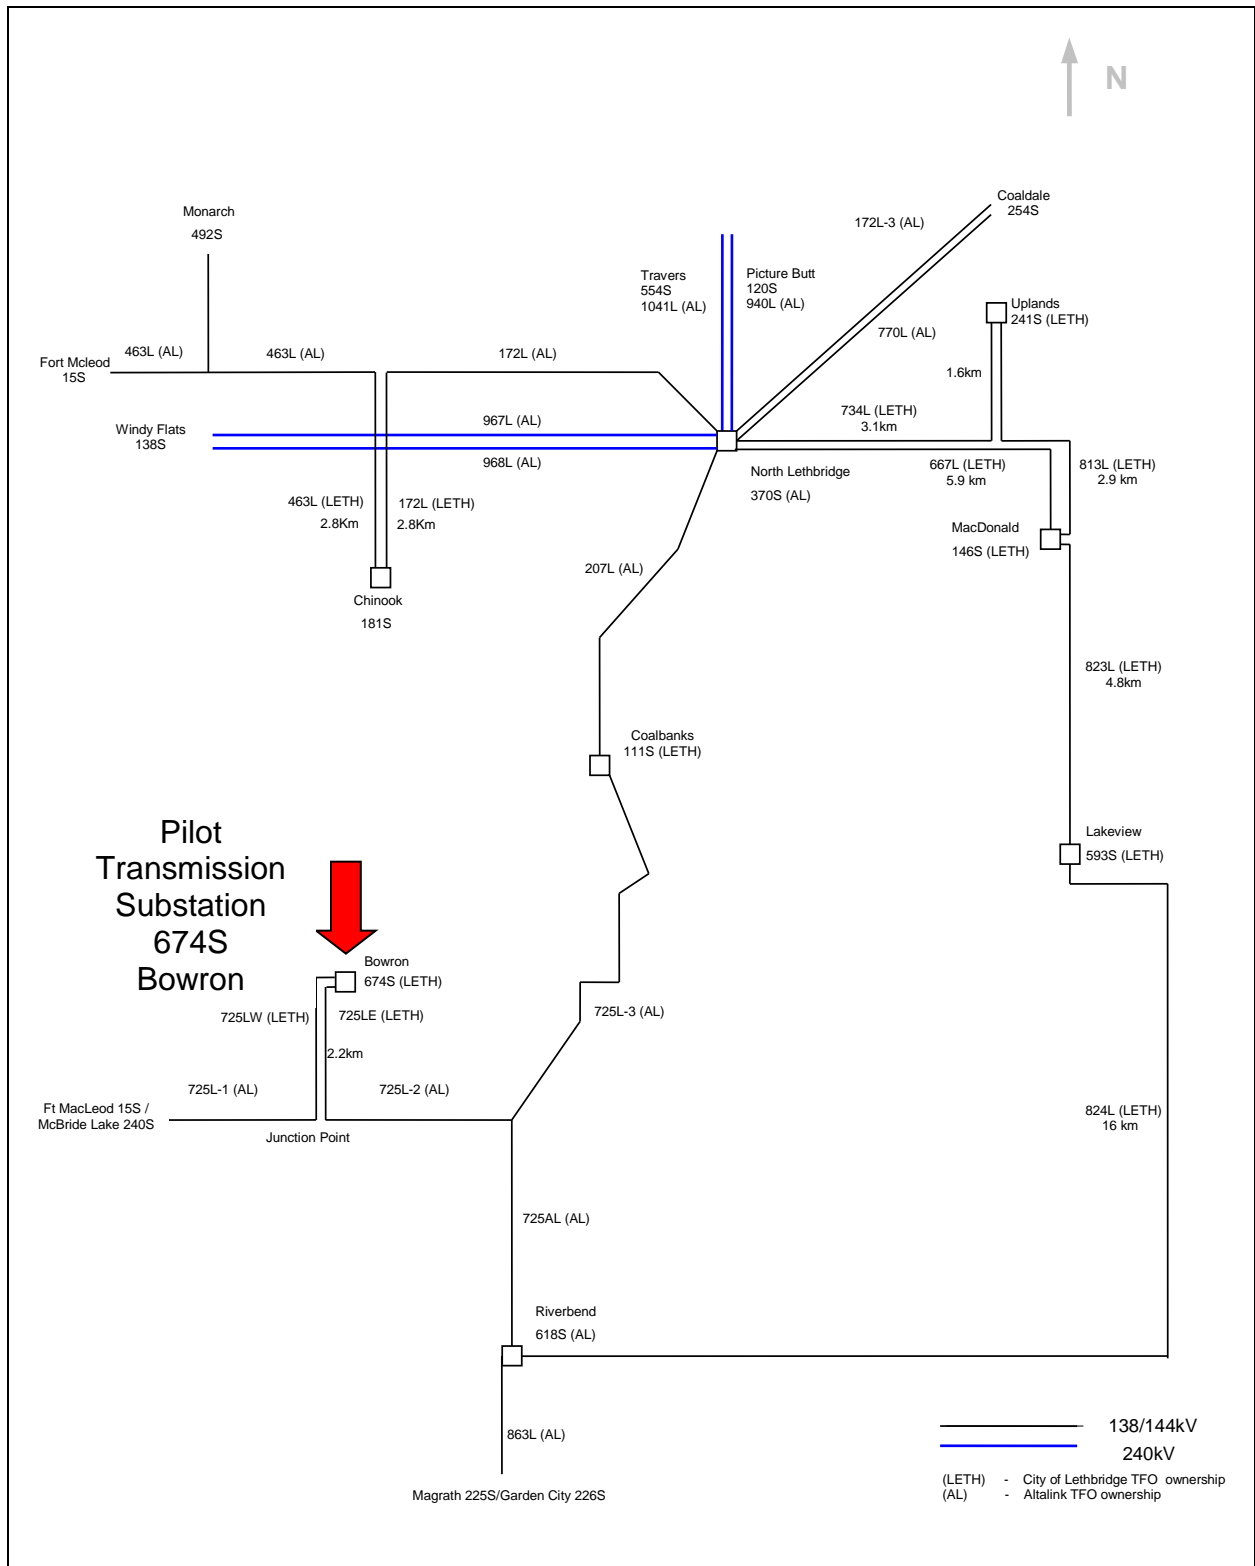 N
Monarch
492S
Coaldale
254S
172L-3 (AL)
Travers
554S
1041L (AL)
Picture Butt
120S
940L (AL)
Uplands
241S (LETH)
770L (AL)
1.6km
Fort Mcleod
15S
463L (AL)
463L (AL)
172L (AL)
Windy Flats
138S
967L (AL)
968L (AL)
734L (LETH)
3.1km
North Lethbridge
370S (AL)
667L (LETH)
5.9 km
813L (LETH)
2.9 km
463L (LETH)
2.8Km
172L (LETH)
2.8Km
MacDonald
146S (LETH)
207L (AL)
Chinook
181S
823L (LETH)
4.8km
Coalbanks
111S (LETH)
Lakeview
593S (LETH)
Pilot
Transmission
Substation
674S
Bowron
Bowron
674S (LETH)
725LW (LETH)
725LE (LETH)
2.2km
725L-3 (AL)
725L-1 (AL)
725L-2 (AL)
Ft MacLeod 15S /
McBride Lake 240S
Junction Point
824L (LETH)
16 km
725AL (AL)
Riverbend
618S (AL)
863L (AL)
Magrath 225S/Garden City 226S
138/144kV
240kV
(LETH) - City of Lethbridge TFO ownership
(AL) - Altalink TFO ownership